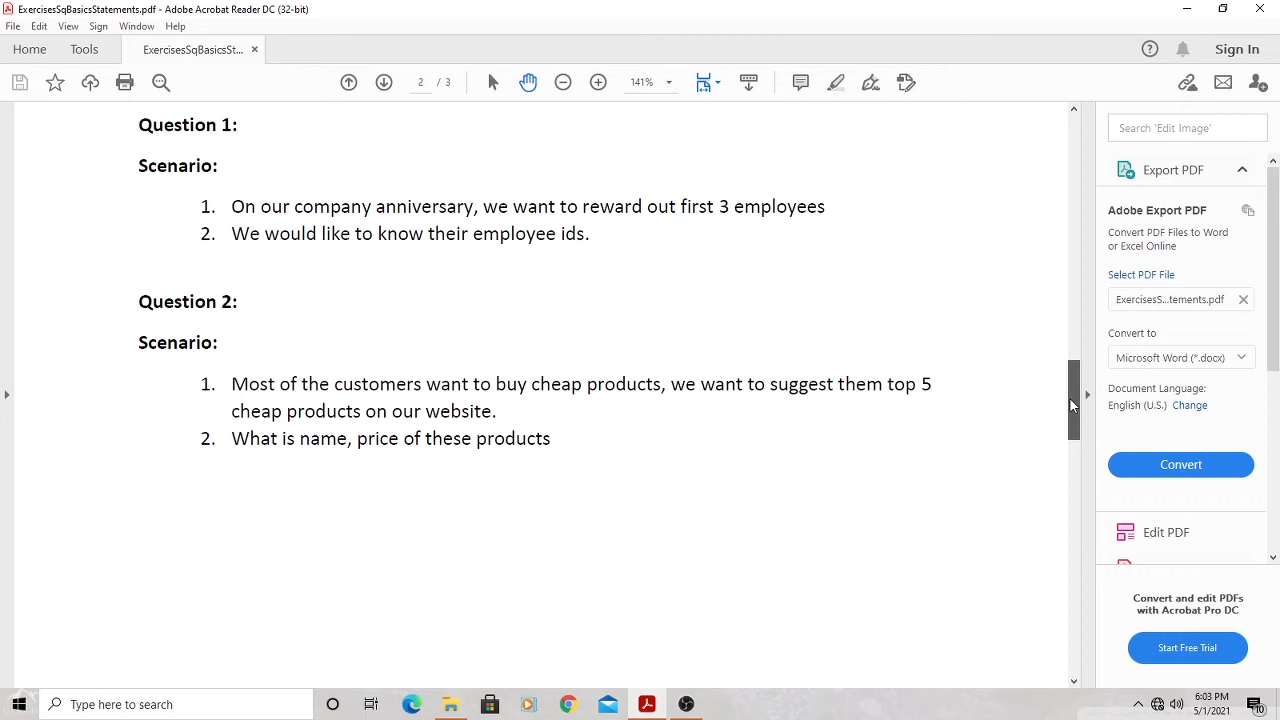 ExercisesSqBasicsStatements.pdf - Adobe Acrobat Reader DC (32-bit)
File Edit View Sign Window Help
Home Tools ExercisesSqBasicsSt... × Sign In
2 / 3 141%
Question 1:
Scenario:
1. On our company anniversary, we want to reward out first 3 employees
2. We would like to know their employee ids.
Question 2:
Scenario:
1. Most of the customers want to buy cheap products, we want to suggest them top 5
cheap products on our website.
2. What is name, price of these products
Search 'Edit Image'
Export PDF
Adobe Export PDF
Convert PDF Files to Word
or Excel Online
Select PDF File
ExercisesS...tements.pdf
Convert to
Microsoft Word (*.docx)
Document Language:
English (U.S.) Change
Convert
Edit PDF
Convert and edit PDFs
with Acrobat Pro DC
Start Free Trial
Type here to search
6:03 PM
5/1/2021
10